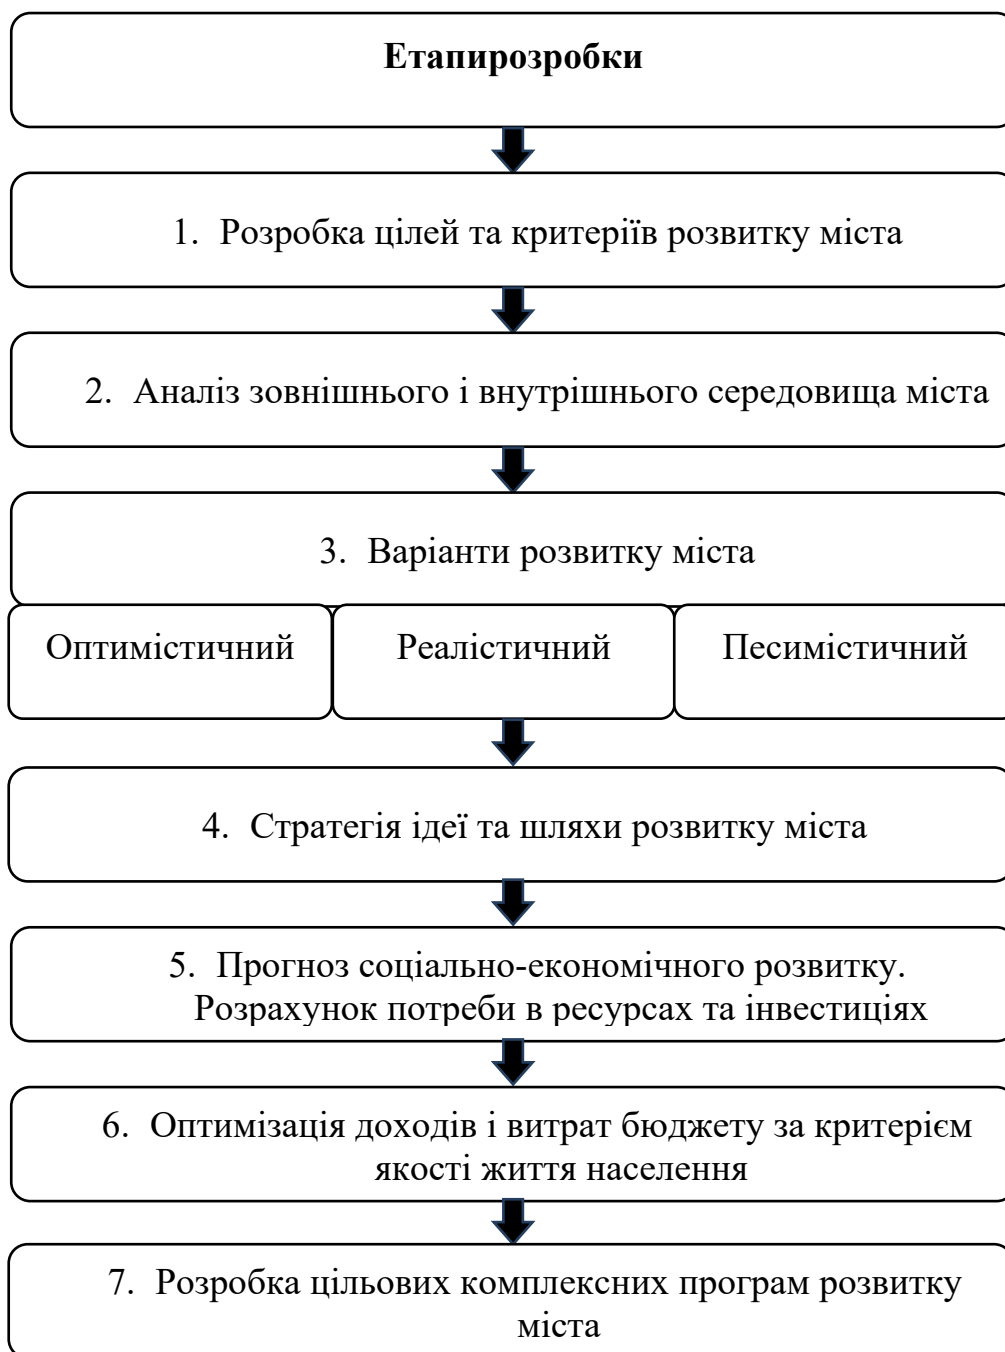 Етапирозробки
1. Розробка цілей та критеріїв розвитку міста
2. Аналіз зовнішнього і внутрішнього середовища міста
3. Варіанти розвитку міста
Оптимістичний
Реалістичний
Песимістичний
4. Стратегія ідеї та шляхи розвитку міста
5. Прогноз соціально-економічного розвитку.
Розрахунок потреби в ресурсах та інвестиціях
6. Оптимізація доходів і витрат бюджету за критерієм
якості життя населення
7. Розробка цільових комплексних програм розвитку
міста